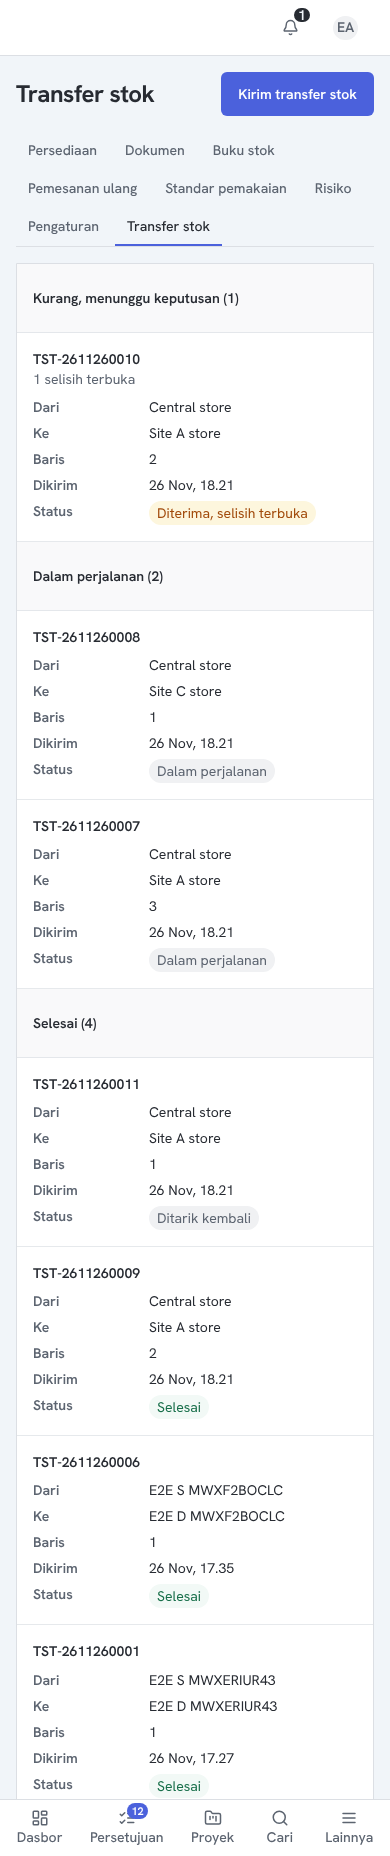 1
EA
Transfer stok
Kirim transfer stok
Persediaan Dokumen Buku stok
Pemesanan ulang Standar pemakaian Risiko
Pengaturan Transfer stok
Kurang, menunggu keputusan (1)
TST-2611260010
1 selisih terbuka
Dari Central store
Ke Site A store
Baris 2
Dikirim 26 Nov, 18.21
Status Diterima, selisih terbuka
Dalam perjalanan (2)
TST-2611260008
Dari Central store
Ke Site C store
Baris 1
Dikirim 26 Nov, 18.21
Status Dalam perjalanan
TST-2611260007
Dari Central store
Ke Site A store
Baris 3
Dikirim 26 Nov, 18.21
Status Dalam perjalanan
Selesai (4)
TST-2611260011
Dari Central store
Ke Site A store
Baris 1
Dikirim 26 Nov, 18.21
Status Ditarik kembali
TST-2611260009
Dari Central store
Ke Site A store
Baris 2
Dikirim 26 Nov, 18.21
Status Selesai
TST-2611260006
Dari E2E S MWXF2BOCLC
Ke E2E D MWXF2BOCLC
Baris 1
Dikirim 26 Nov, 17.35
Status Selesai
TST-2611260001
Dari E2E S MWXERIUR43
Ke E2E D MWXERIUR43
Baris 1
Dikirim 26 Nov, 17.27
Status Selesai
12
Dasbor Persetujuan Proyek Cari Lainnya